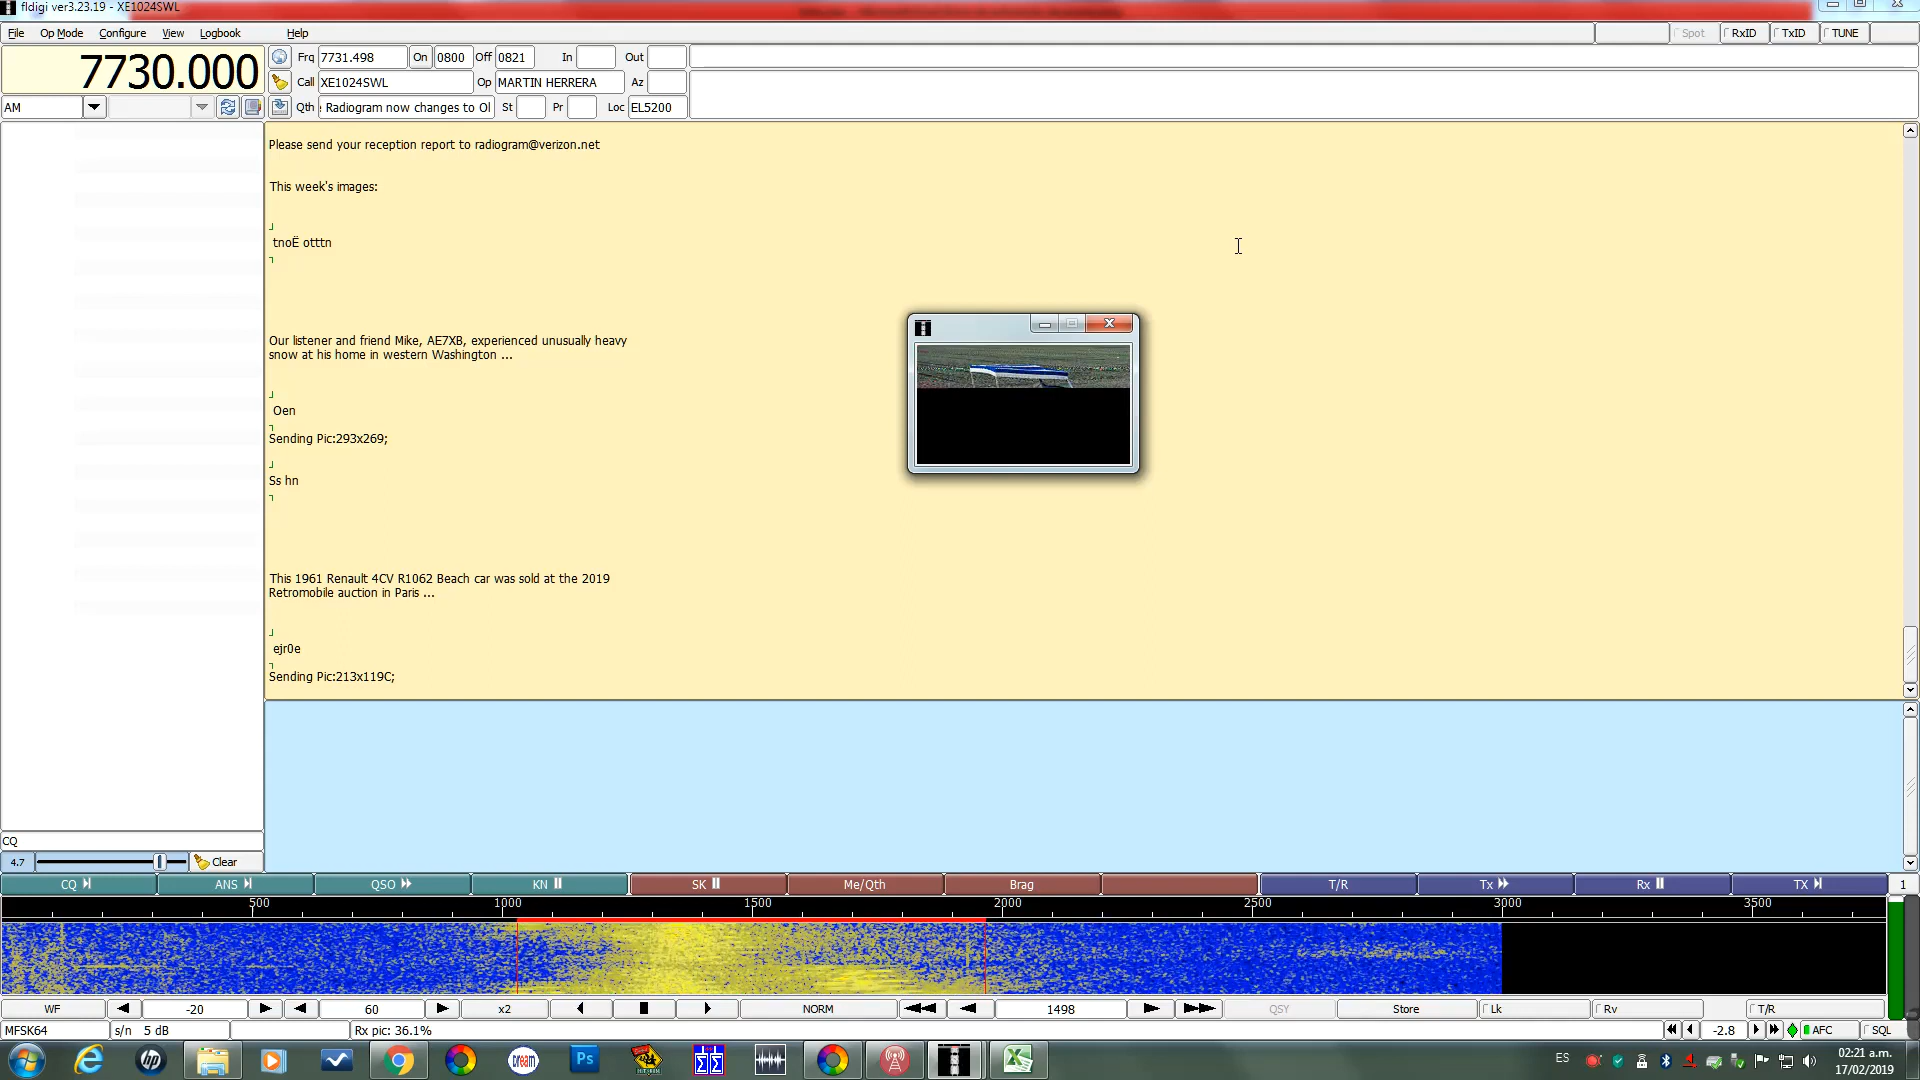 fldigi ver3.23.19 - XE1024SWL
File Op Mode Configure View Logbook Help
Spot RxID TxID TUNE
7730.000
Frq 7731.498 On 0800 Off 0821 In Out
Call XE1024SWL Op MARTIN HERRERA Az
AM
Qth : Radiogram now changes to Ol St Pr Loc EL5200
Please send your reception report to radiogram@verizon.net
This week's images:
tnoË otttn
Our listener and friend Mike, AE7XB, experienced unusually heavy
snow at his home in western Washington ...
Oen
Sending Pic:293x269;
Ss hn
This 1961 Renault 4CV R1062 Beach car was sold at the 2019
Retromobile auction in Paris ...
ejr0e
Sending Pic:213x119C;
CQ
4.7 Clear
CQ ANS QSO KN SK Me/Qth Brag T/R Tx Rx TX 1
500 1000 1500 2000 2500 3000 3500
WF -20 60 x2 NORM 1498 QSY Store Lk Rv T/R
MFSK64 s/n 5 dB Rx pic: 36.1% -2.8 AFC SQL
hp
dream
Ps
ES
02:21 a.m.
17/02/2019